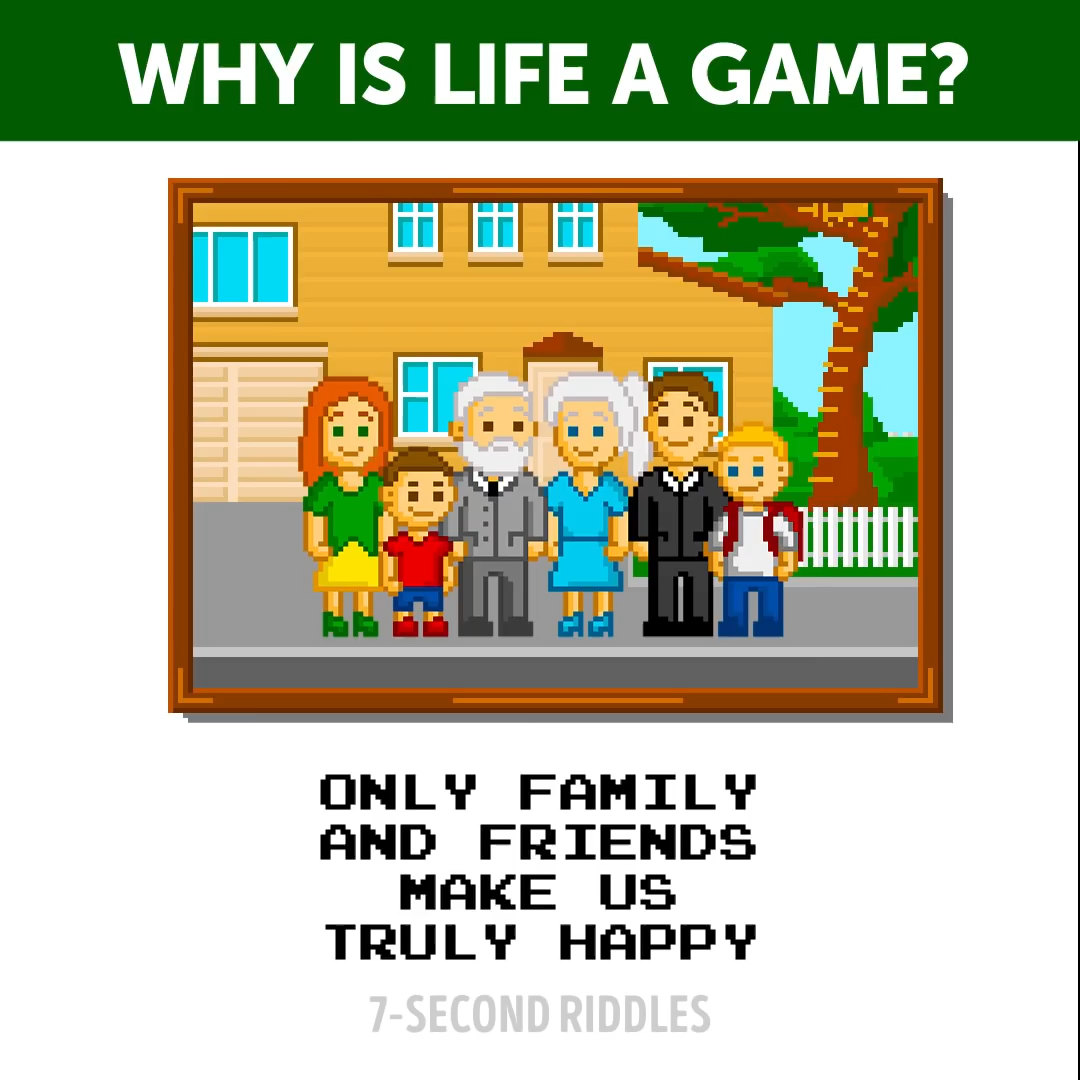 WHY IS LIFE A GAME?
ONLY FAMILY
AND FRIENDS
MAKE US
TRULY HAPPY
7-SECOND RIDDLES